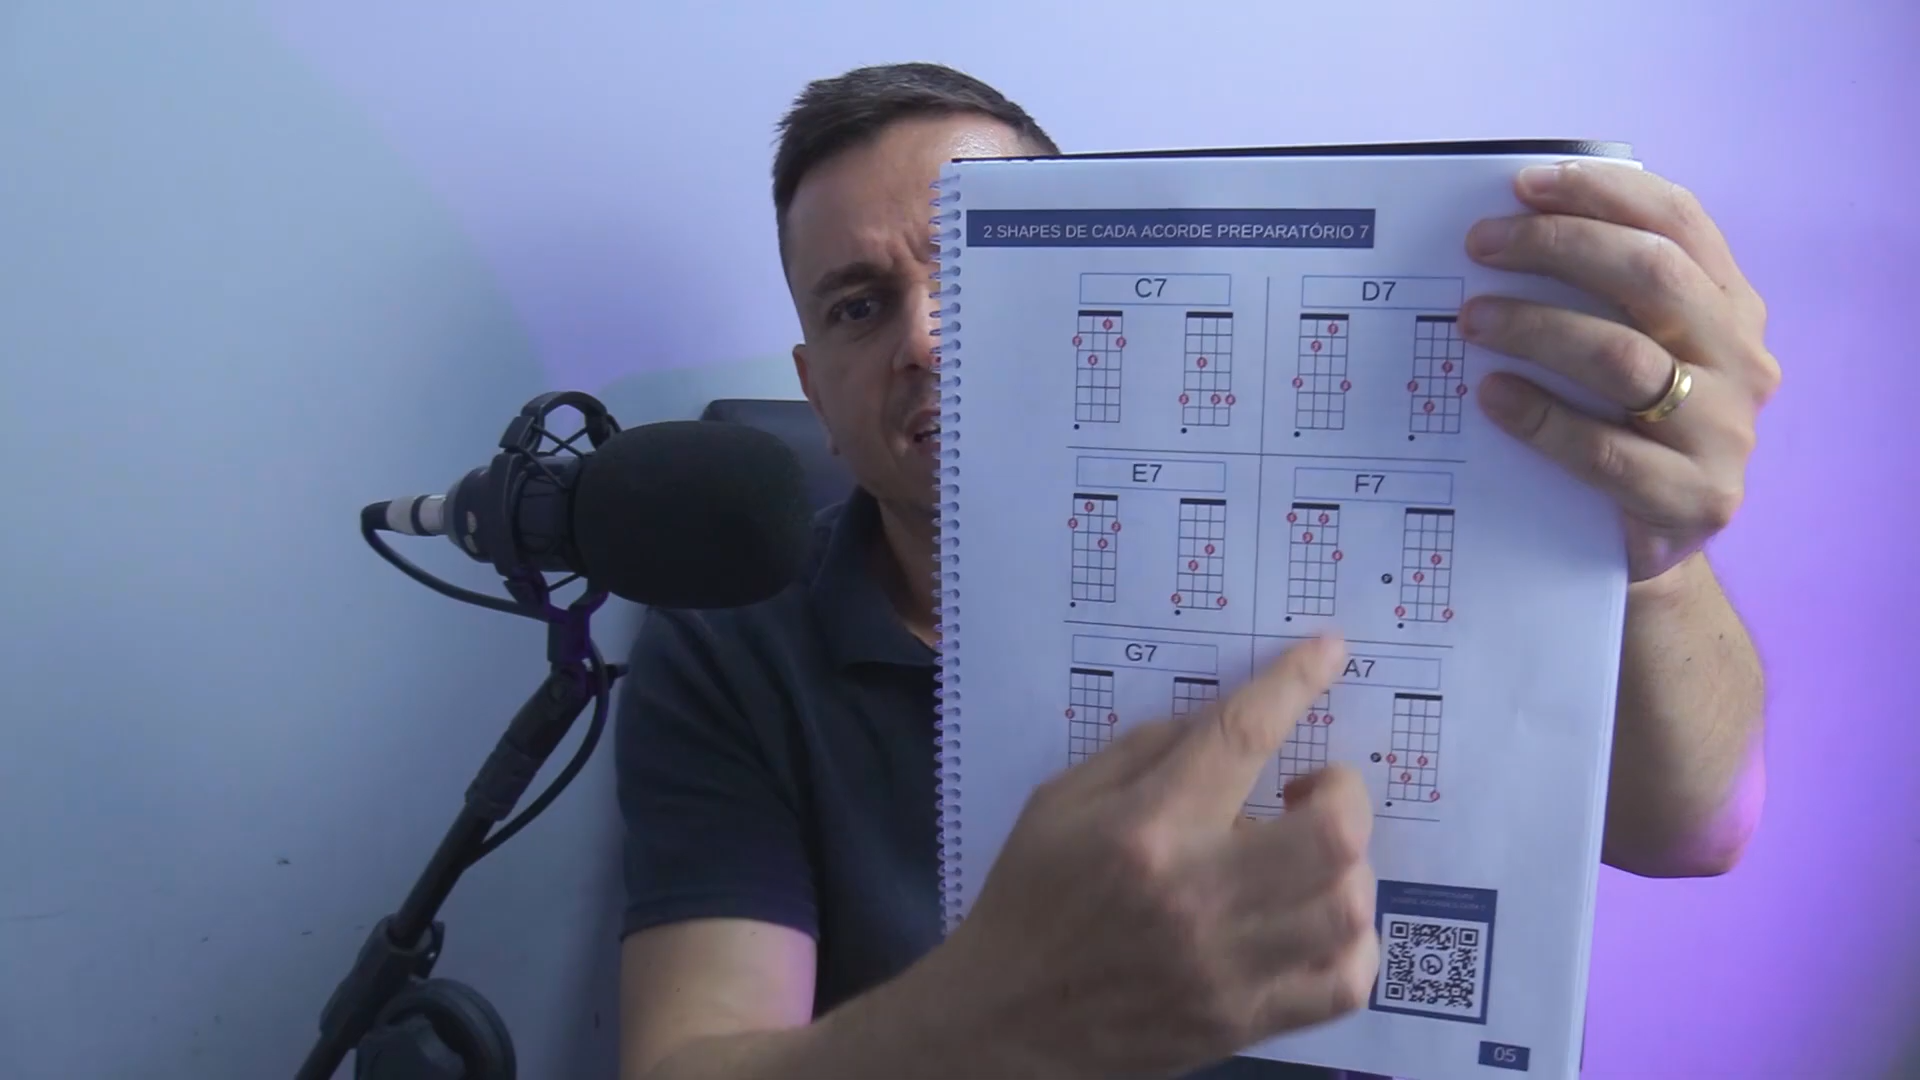 2 SHAPES DE CADA ACORDE PREPARATÓRIO 7
C7
D7
E7
F7
G7
A7
05